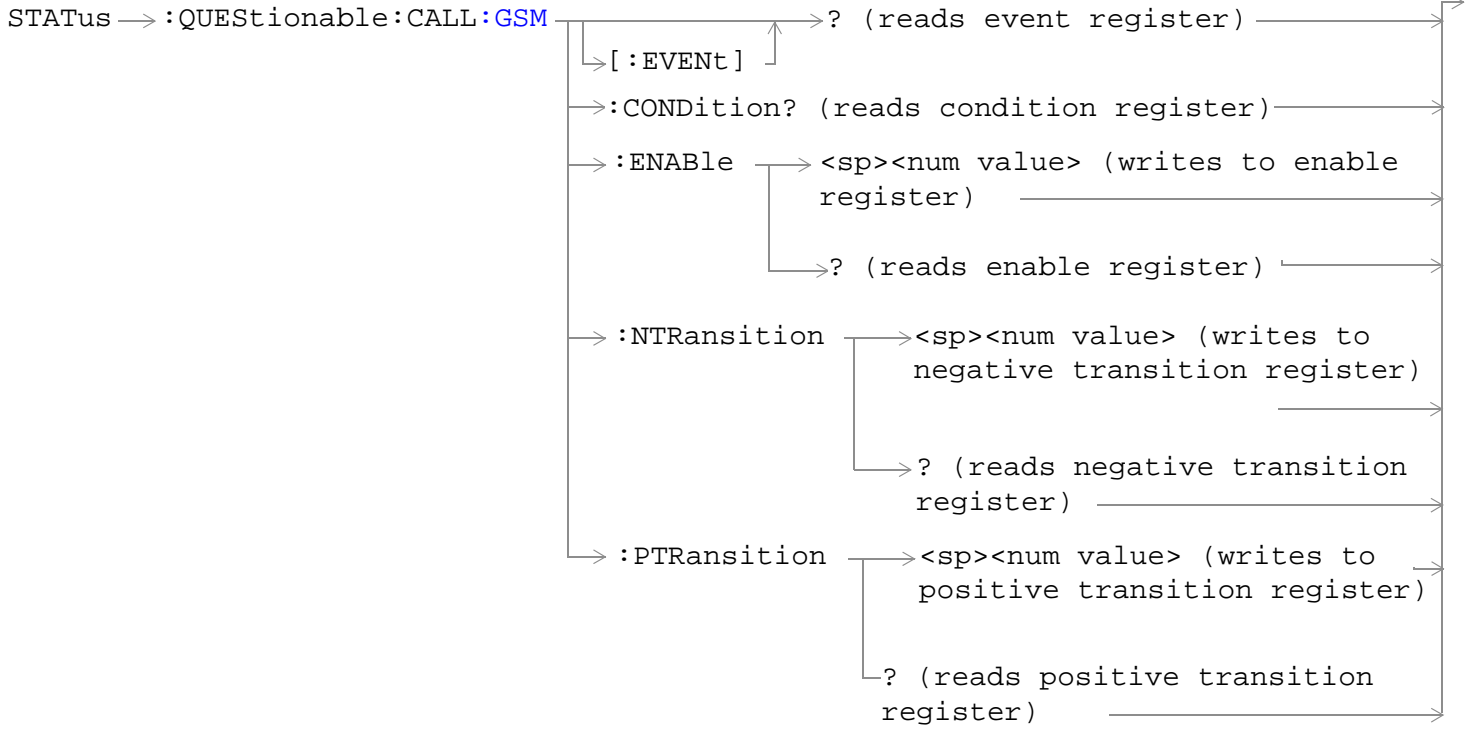 STATus :QUEStionable:CALL:GSM ? (reads event register)
[:EVENt]
:CONDition? (reads condition register)
:ENABle <sp><num value> (writes to enable
register)
? (reads enable register)
:NTRansition <sp><num value> (writes to
negative transition register)
? (reads negative transition
register)
:PTRansition <sp><num value> (writes to
positive transition register)
? (reads positive transition
register)